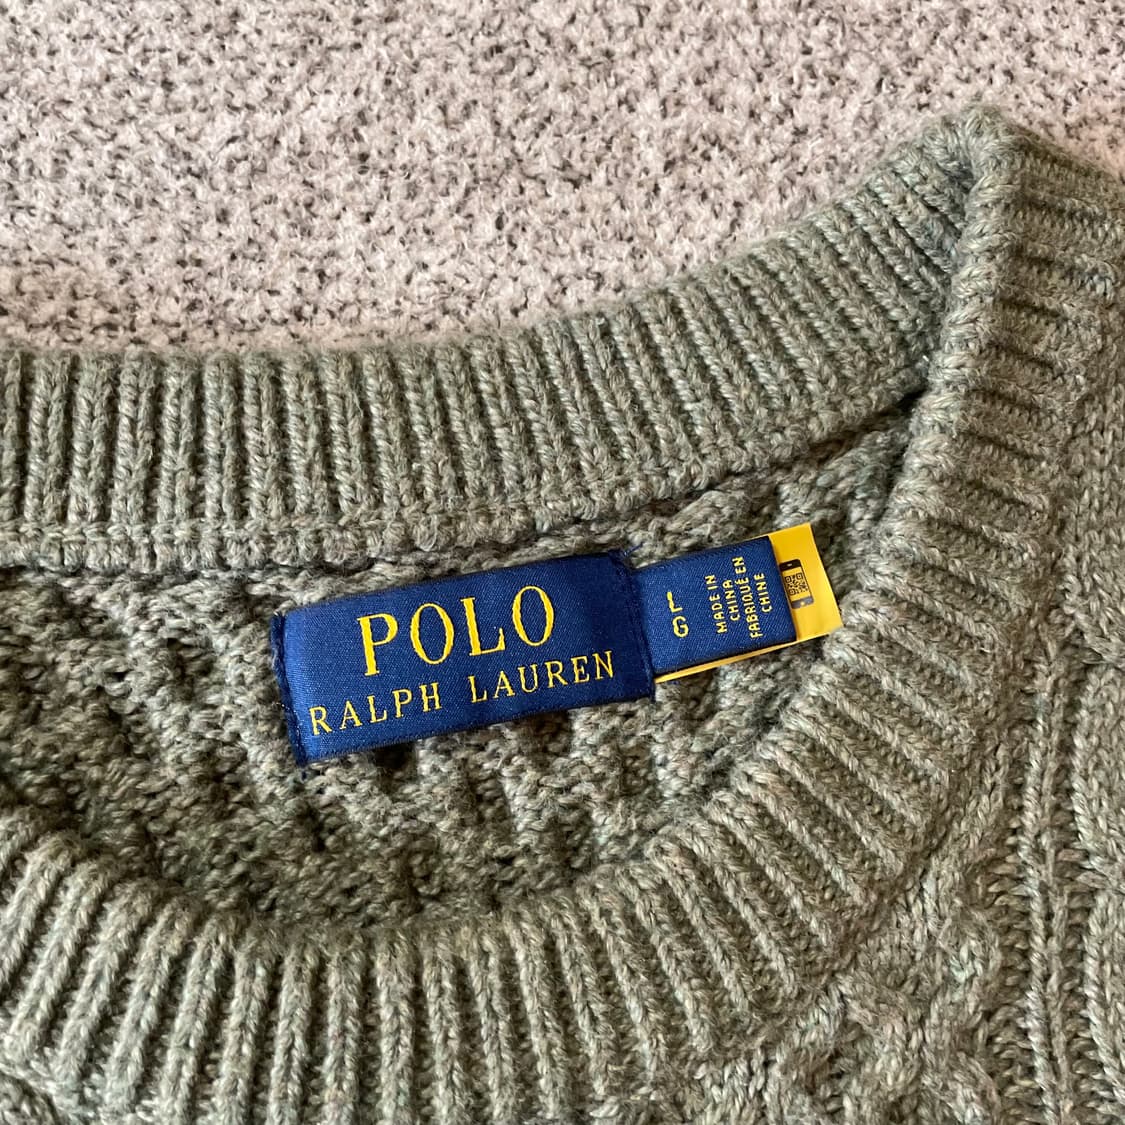 POLO
RALPH LAUREN
L
G
MADE IN
CHINA
FABRIQUÉ EN
CHINE